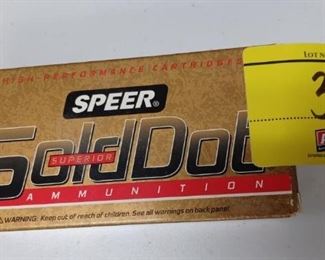 HIGH-PERFORMANCE CARTRIDGES
LOT N
SPEER®
GoldDot
SUPERIOR
AMMUNITION
⚠WARNING: Keep out of reach of children. See all warnings on back panel.